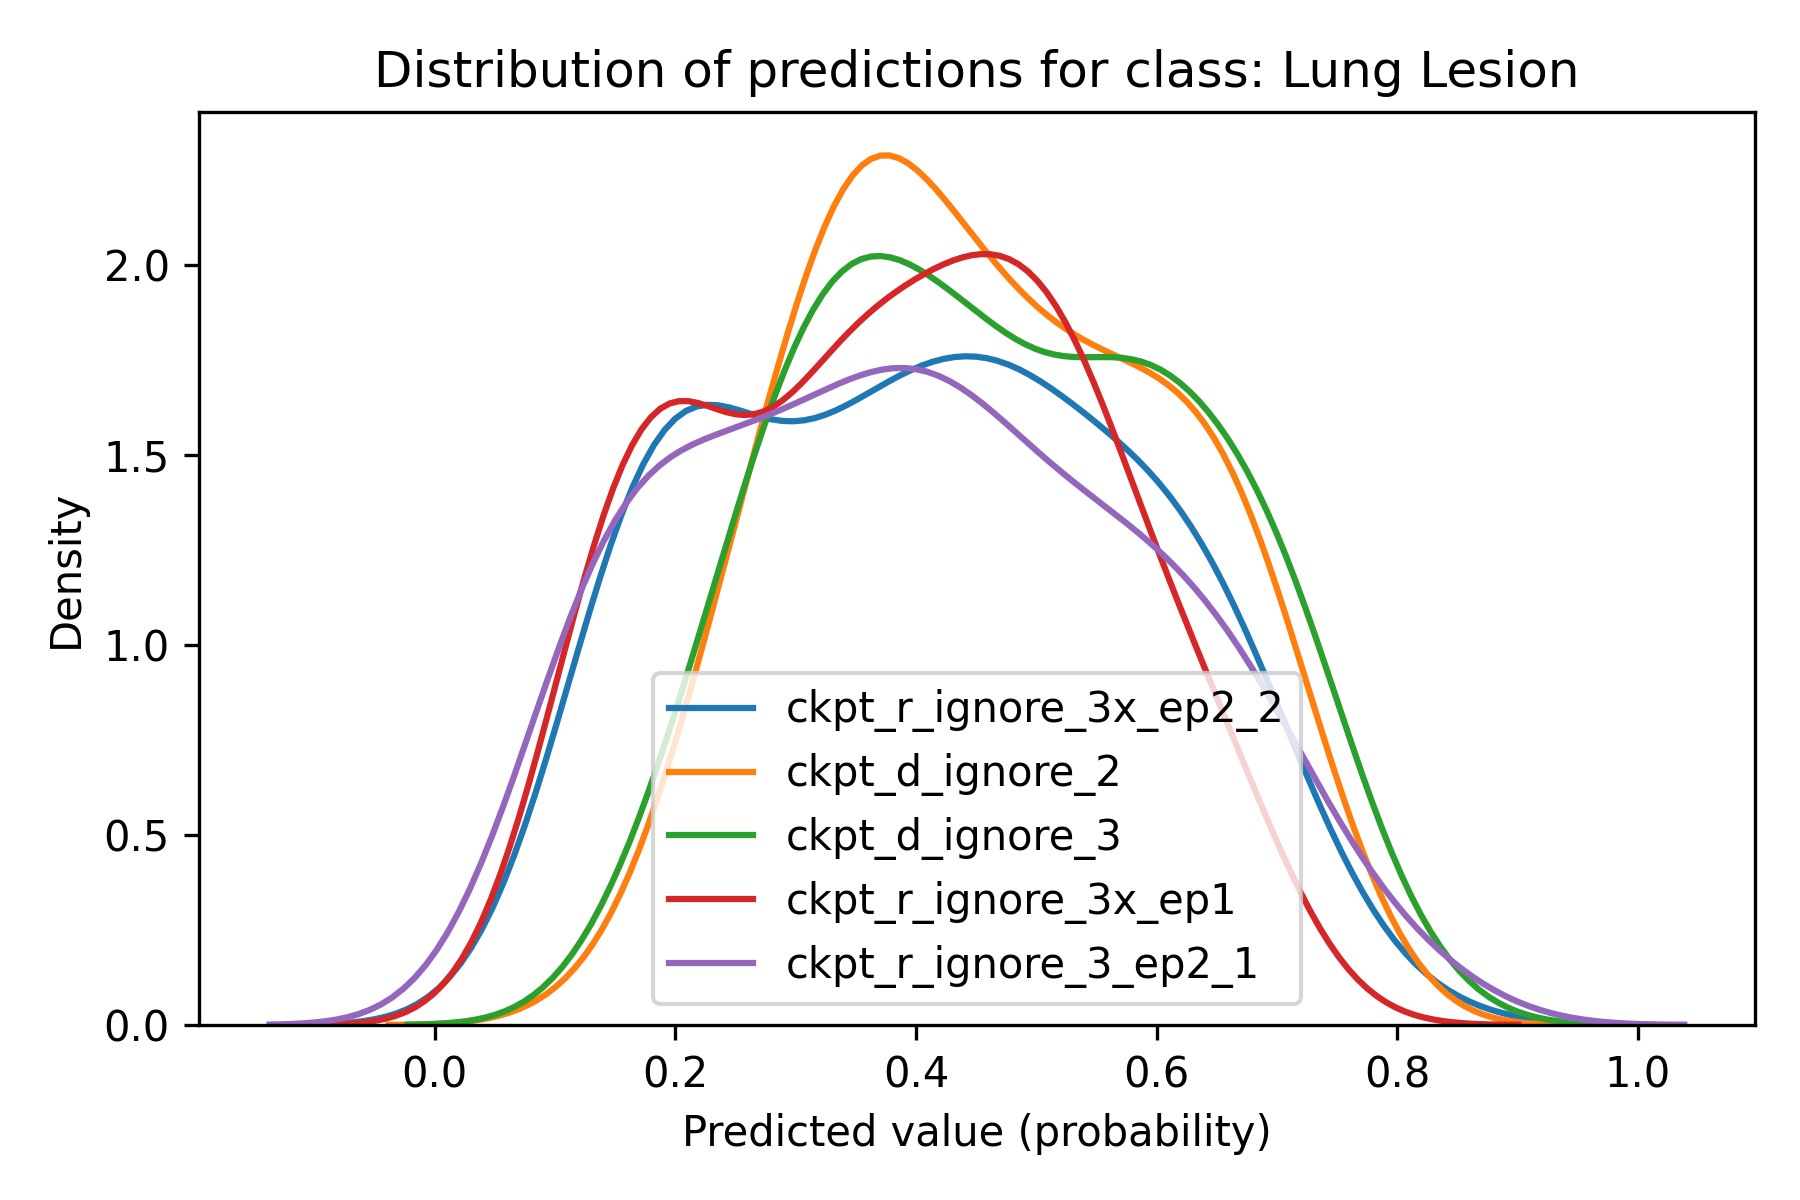 Distribution of predictions for class: Lung Lesion
Density
2.0
1.5
1.0
0.5
0.0
ckpt_r_ignore_3x_ep2_2
ckpt_d_ignore_2
ckpt_d_ignore_3
ckpt_r_ignore_3x_ep1
ckpt_r_ignore_3_ep2_1
0.0 0.2 0.4 0.6 0.8 1.0
Predicted value (probability)